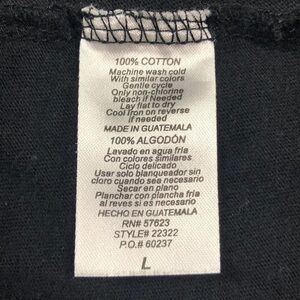 100% COTTON
Machine wash cold
With similar colors
Gentle cycle
Only non-chlorine
bleach if Needed
Lay flat to dry
Cool Iron on reverse
if needed
MADE IN GUATEMALA
100% ALGODÓN
Lavado en agua fria
Con colores similares
Ciclo delicado
Usar solo blanqueador sin
cloro cuando sea necesario
Secar en plano
Planchar con plancha fria
al reves si es necesario
HECHO EN GUATEMALA
RN# 57623
STYLE# 22322
P.O.# 60237
L